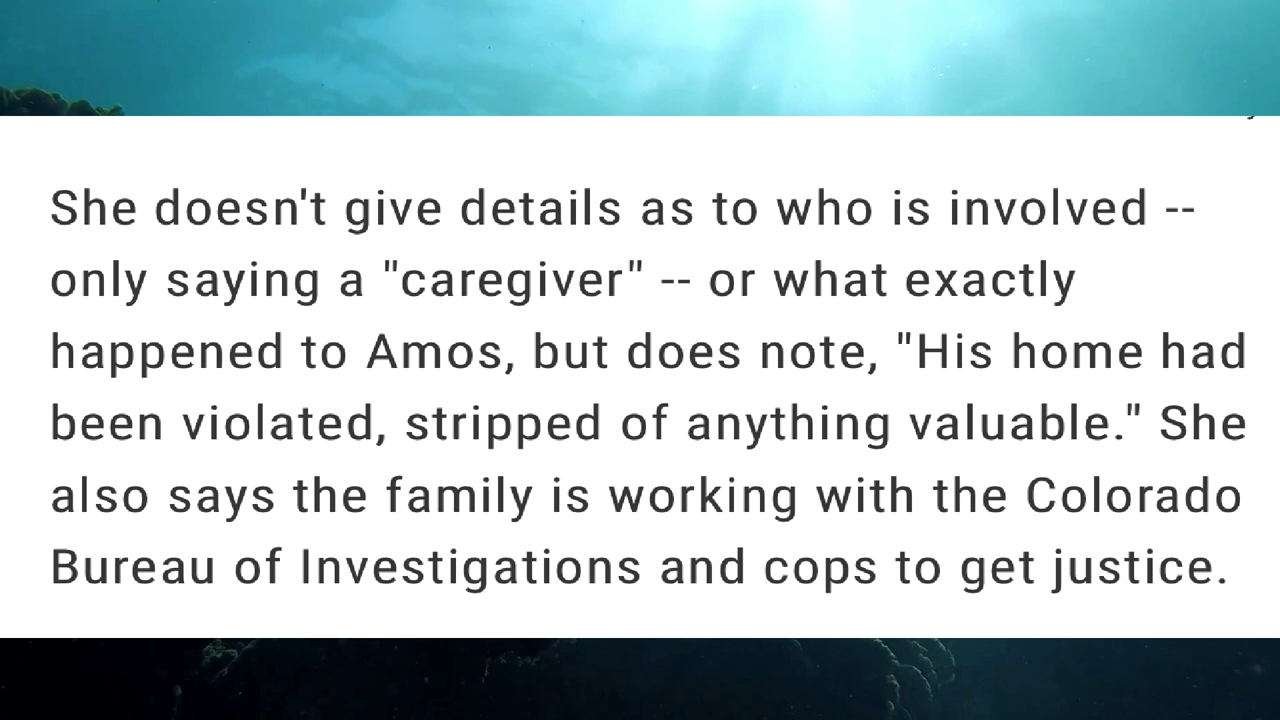 She doesn't give details as to who is involved --
only saying a "caregiver" -- or what exactly
happened to Amos, but does note, "His home had
been violated, stripped of anything valuable." She
also says the family is working with the Colorado
Bureau of Investigations and cops to get justice.